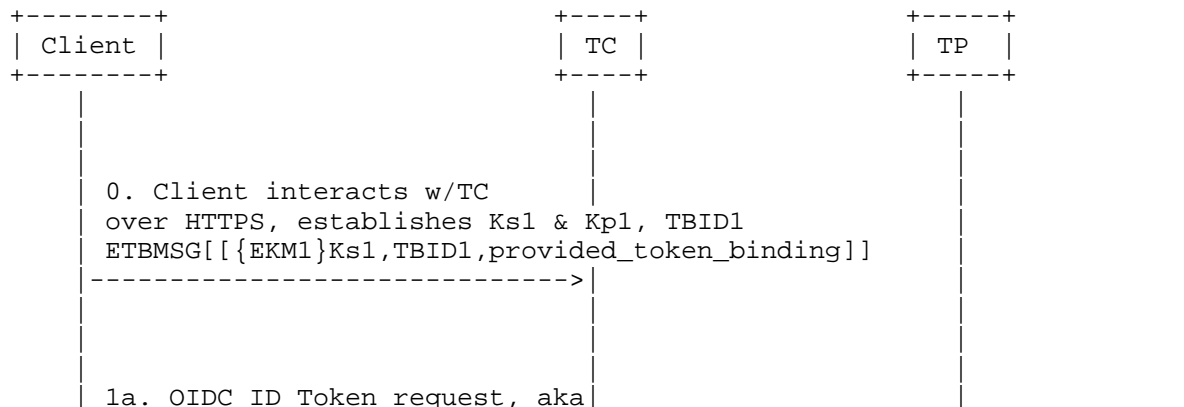 Client TC TP
0. Client interacts w/TC
over HTTPS, establishes Ks1 & Kp1, TBID1
ETBMSG[[{EKM1}Ks1,TBID1,provided_token_binding]]
1a. OIDC ID Token request, aka